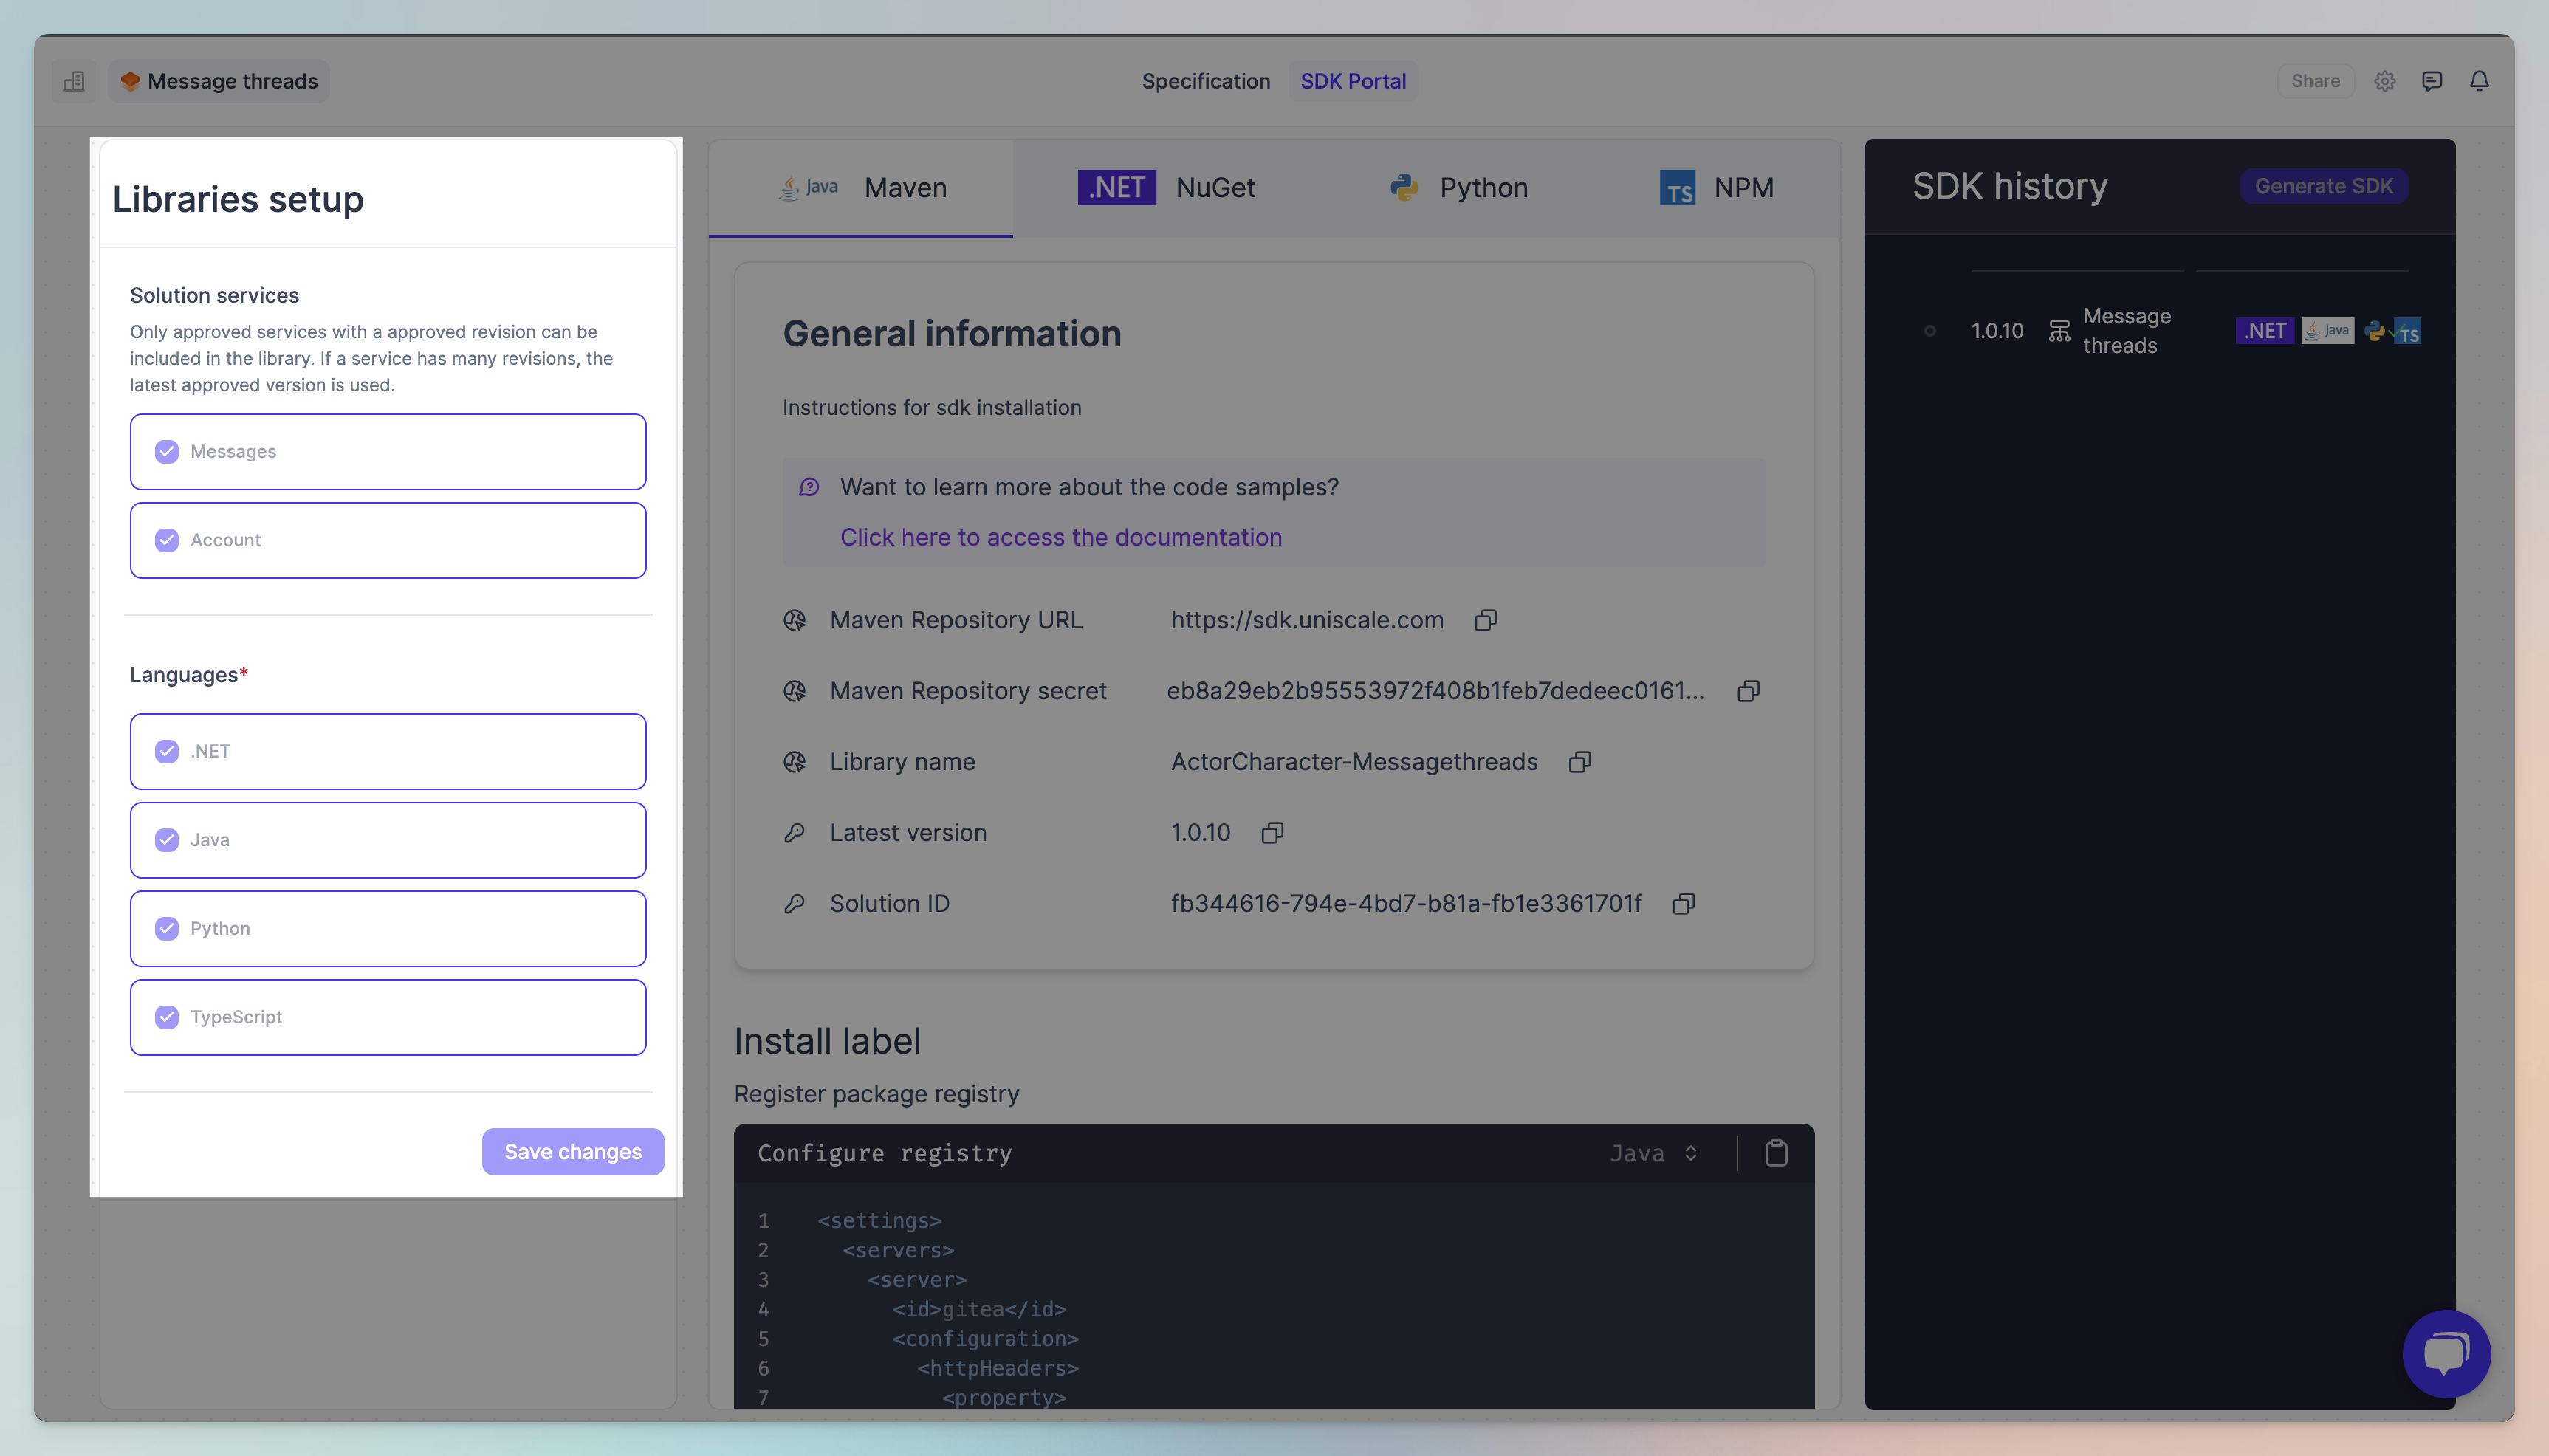 Message threads
Specification
SDK Portal
Share
Libraries setup
Solution services
Only approved services with a approved revision can be
included in the library. If a service has many revisions, the
latest approved version is used.
Messages
Account
Languages*
.NET
Java
Python
TypeScript
Save changes
Java Maven
.NET NuGet
Python
TS NPM
General information
Instructions for sdk installation
Want to learn more about the code samples?
Click here to access the documentation
Maven Repository URL https://sdk.uniscale.com
Maven Repository secret eb8a29eb2b95553972f408b1feb7dedeec0161...
Library name ActorCharacter-Messagethreads
Latest version 1.0.10
Solution ID fb344616-794e-4bd7-b81a-fb1e3361701f
Install label
Register package registry
Configure registry Java
1 <settings>
2 <servers>
3 <server>
4 <id>gitea</id>
5 <configuration>
6 <httpHeaders>
7 <property>
SDK history
Generate SDK
1.0.10
Message
threads
.NET Java TS